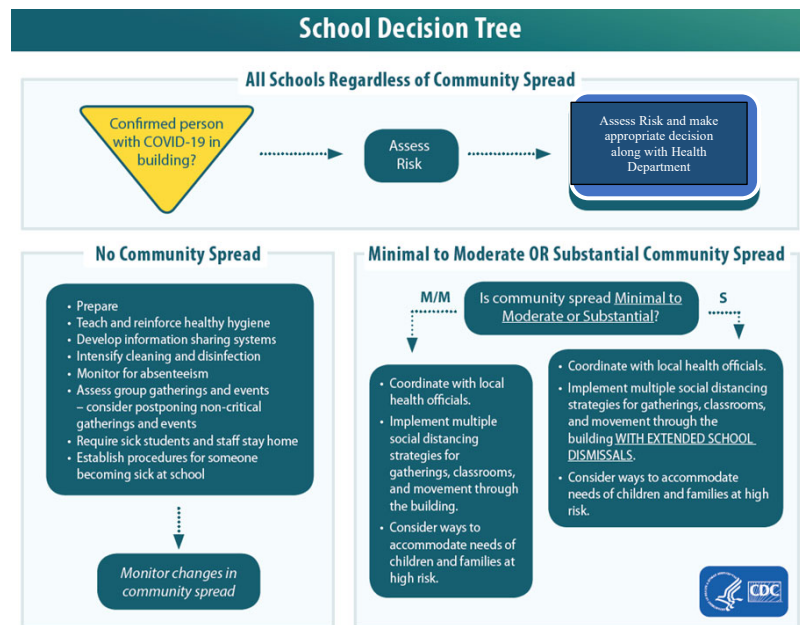 School Decision Tree
All Schools Regardless of Community Spread
Confirmed person
with COVID-19 in
building?
Assess
Risk
Assess Risk and make
appropriate decision
along with Health
Department
No Community Spread
• Prepare
• Teach and reinforce healthy hygiene
• Develop information sharing systems
• Intensify cleaning and disinfection
• Monitor for absenteeism
• Assess group gatherings and events
– consider postponing non-critical
gatherings and events
• Require sick students and staff stay home
• Establish procedures for someone
becoming sick at school
Monitor changes in
community spread
Minimal to Moderate OR Substantial Community Spread
M/M
Is community spread Minimal to
Moderate or Substantial?
S
• Coordinate with local
health officials.
• Implement multiple
social distancing
strategies for
gatherings, classrooms,
and movement through
the building.
• Consider ways to
accommodate needs of
children and families at
high risk.
• Coordinate with local health officials.
• Implement multiple social distancing
strategies for gatherings, classrooms,
and movement through the
building WITH EXTENDED SCHOOL
DISMISSALS.
• Consider ways to accommodate
needs of children and families at high
risk.
CDC